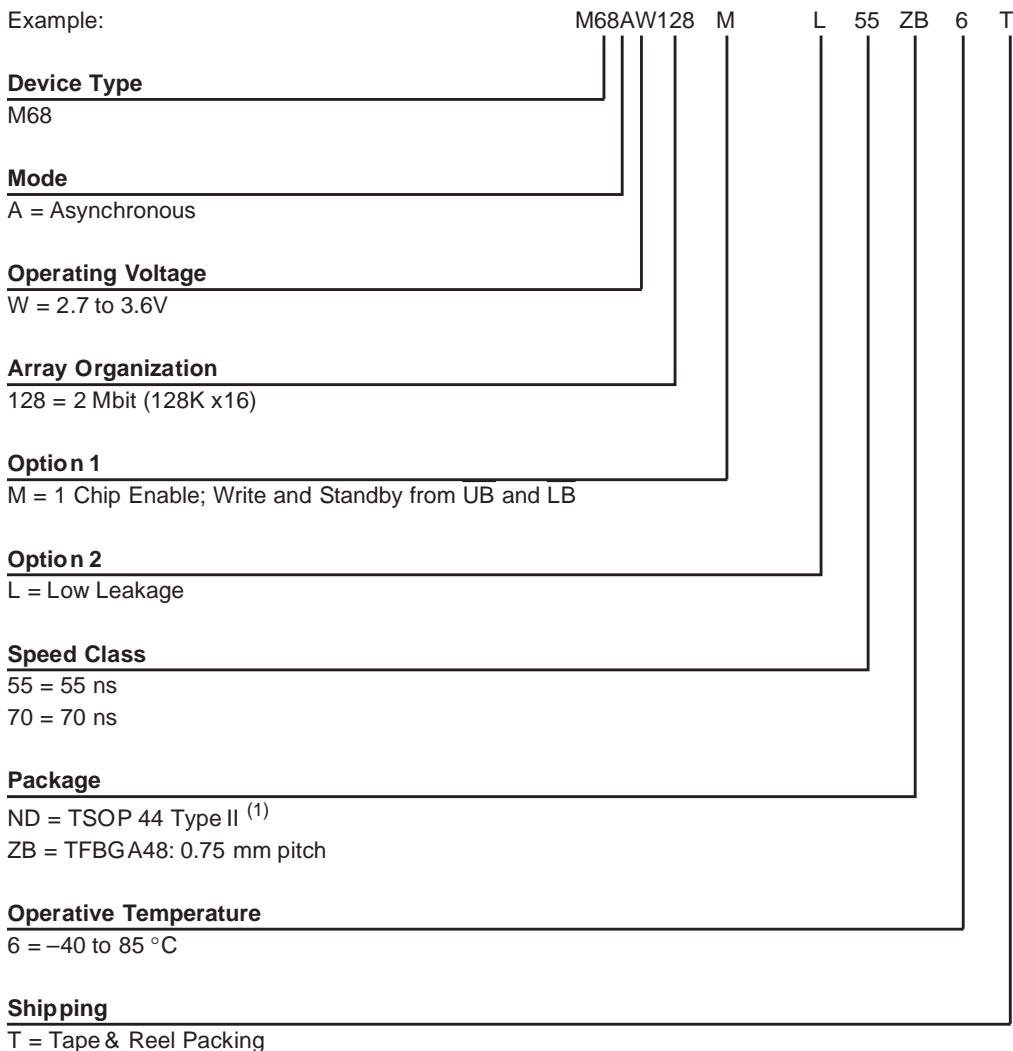 Example: M68AW128 M L 55 ZB 6 T
Device Type
M68
Mode
A = Asynchronous
Operating Voltage
W = 2.7 to 3.6V
Array Organization
128 = 2 Mbit (128K x16)
Option 1
M = 1 Chip Enable; Write and Standby from U̅B̅ and L̅B̅
Option 2
L = Low Leakage
Speed Class
55 = 55 ns
70 = 70 ns
Package
ND = TSOP 44 Type II (1)
ZB = TFBGA48: 0.75 mm pitch
Operative Temperature
6 = –40 to 85 °C
Shipping
T = Tape & Reel Packing